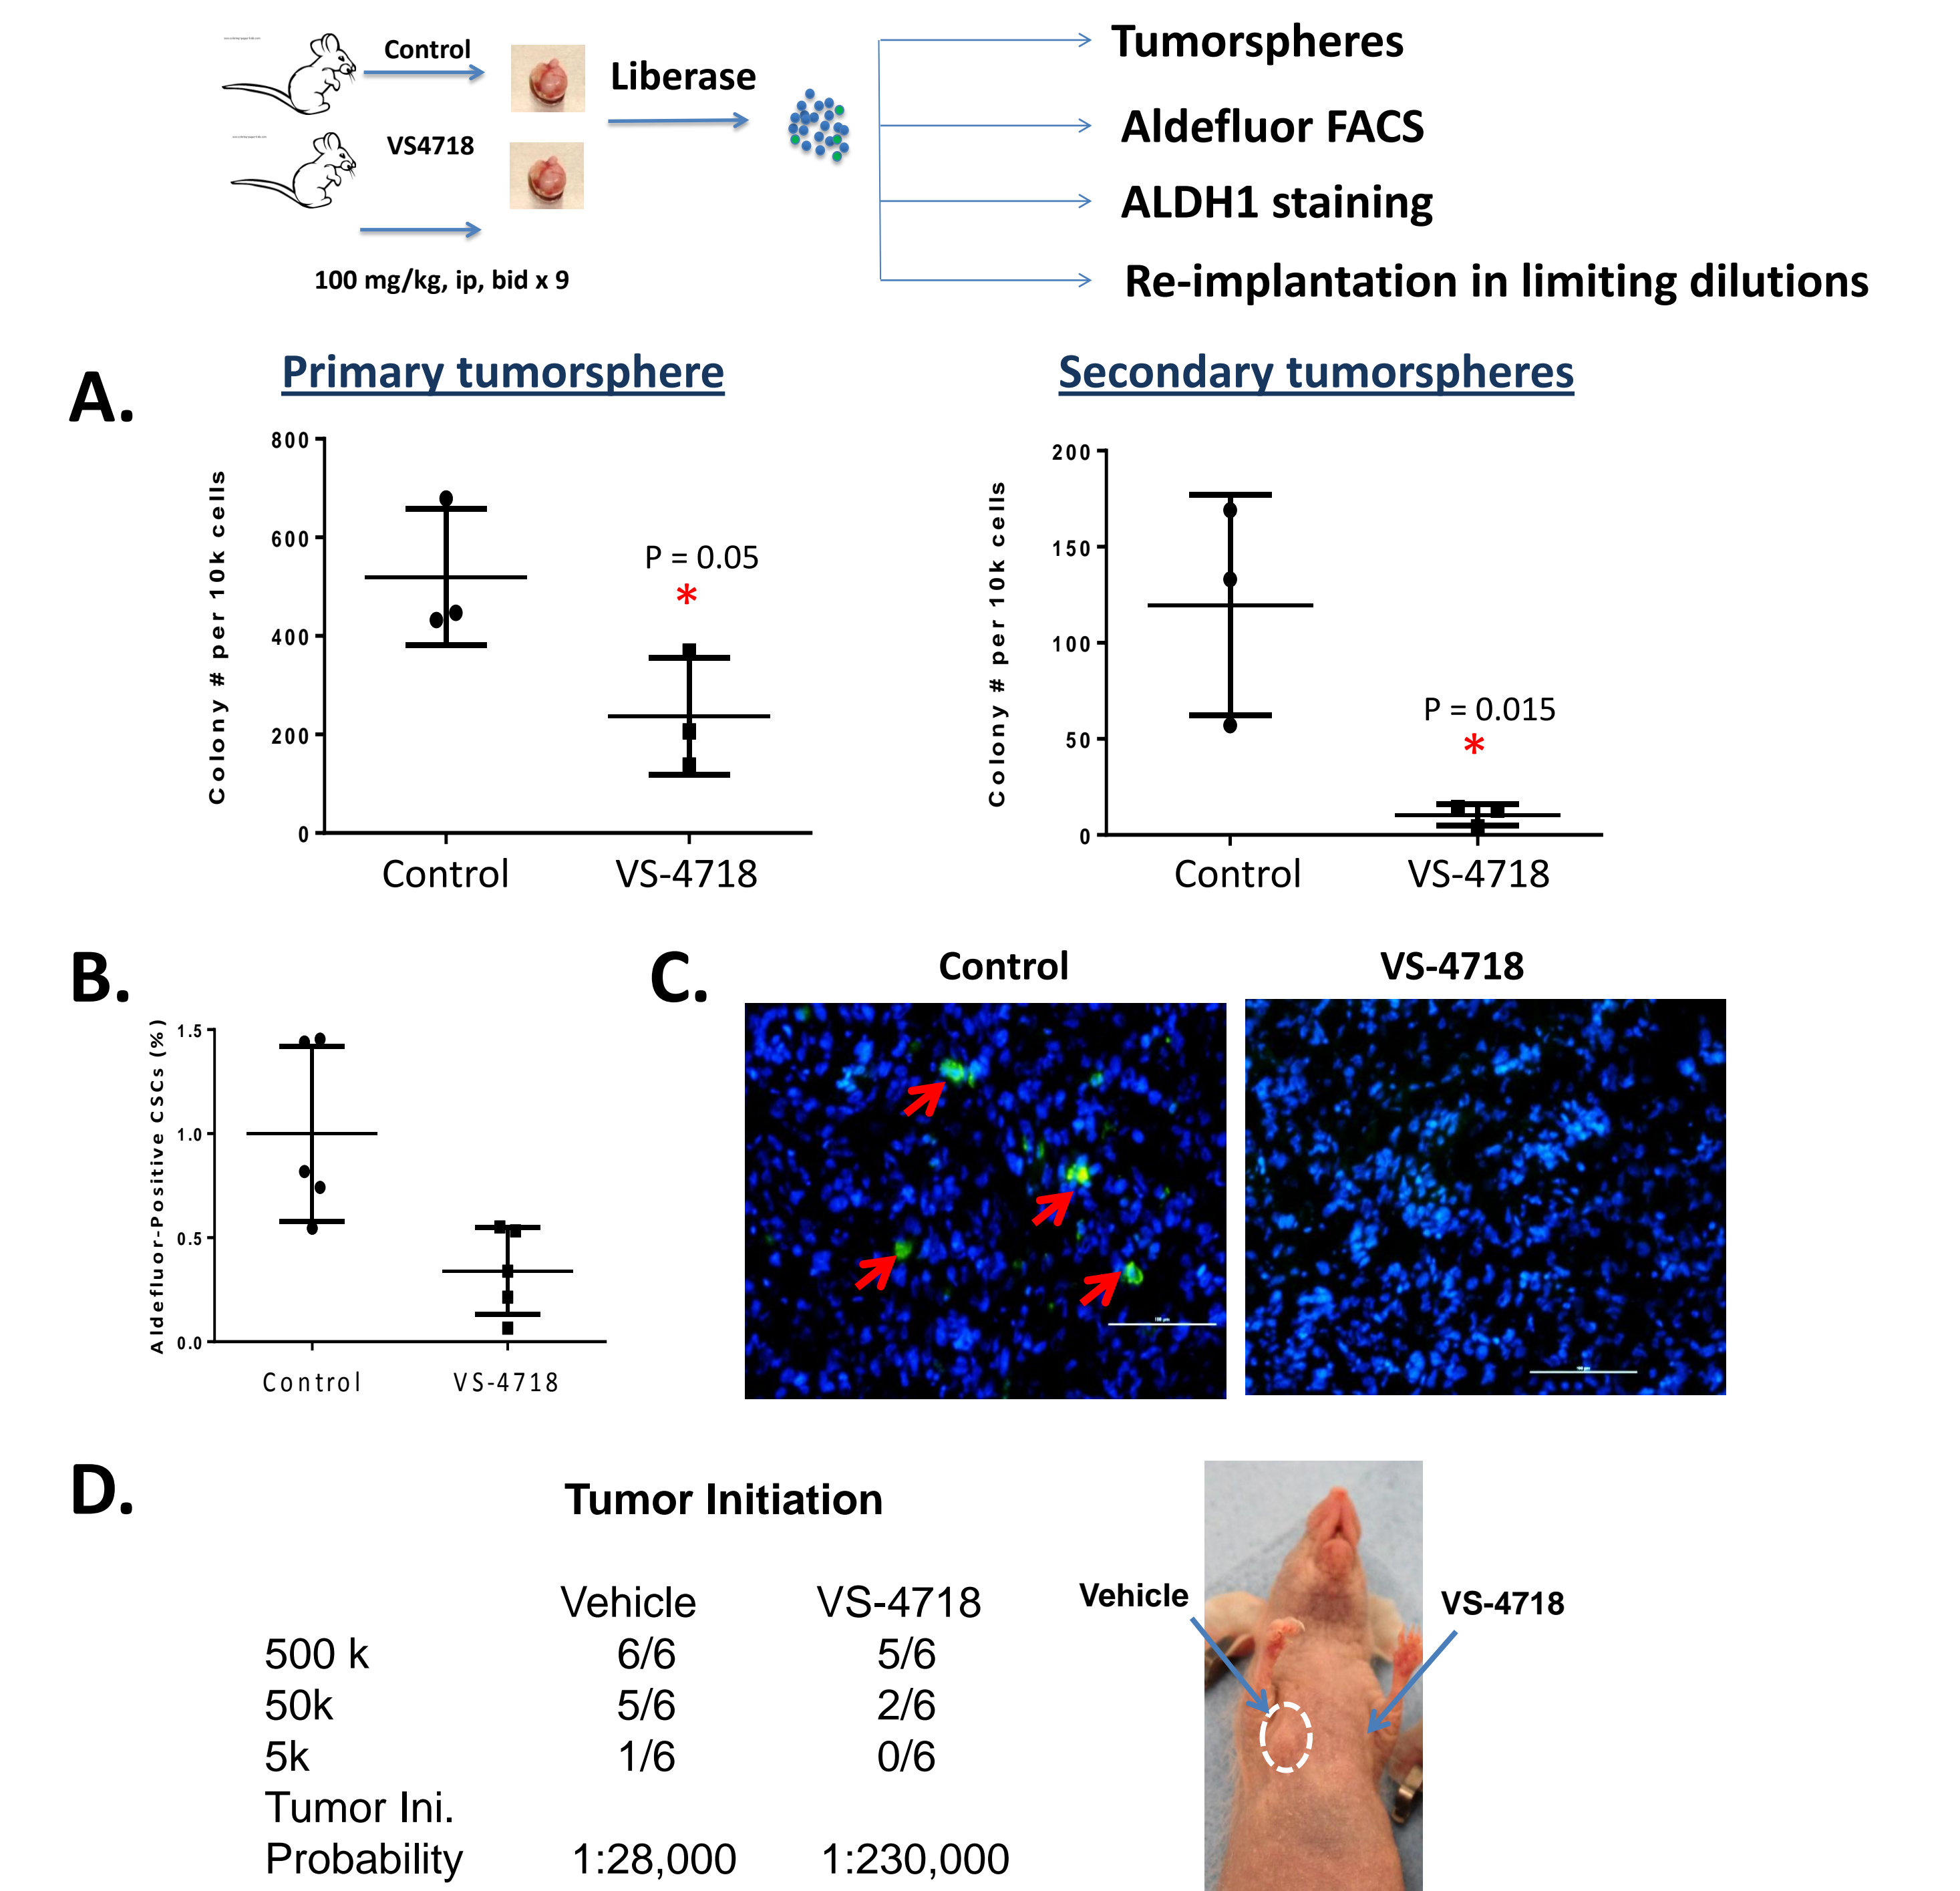 Control
VS4718
100 mg/kg, ip, bid x 9
Liberase
Tumorspheres
Aldefluor FACS
ALDH1 staining
Re-implantation in limiting dilutions
A.
Primary tumorsphere
Colony # per 10k cells
800
600
400
200
0
P = 0.05
*
Control
VS-4718
Secondary tumorspheres
Colony # per 10k cells
200
150
100
50
0
P = 0.015
*
Control
VS-4718
B.
Aldefluor-Positive CSCs (%)
1.5
1.0
0.5
0.0
Control
VS-4718
C.
Control
VS-4718
D.
Tumor Initiation
Vehicle VS-4718
500 k 6/6 5/6
50k 5/6 2/6
5k 1/6 0/6
Tumor Ini.
Probability 1:28,000 1:230,000
Vehicle
VS-4718